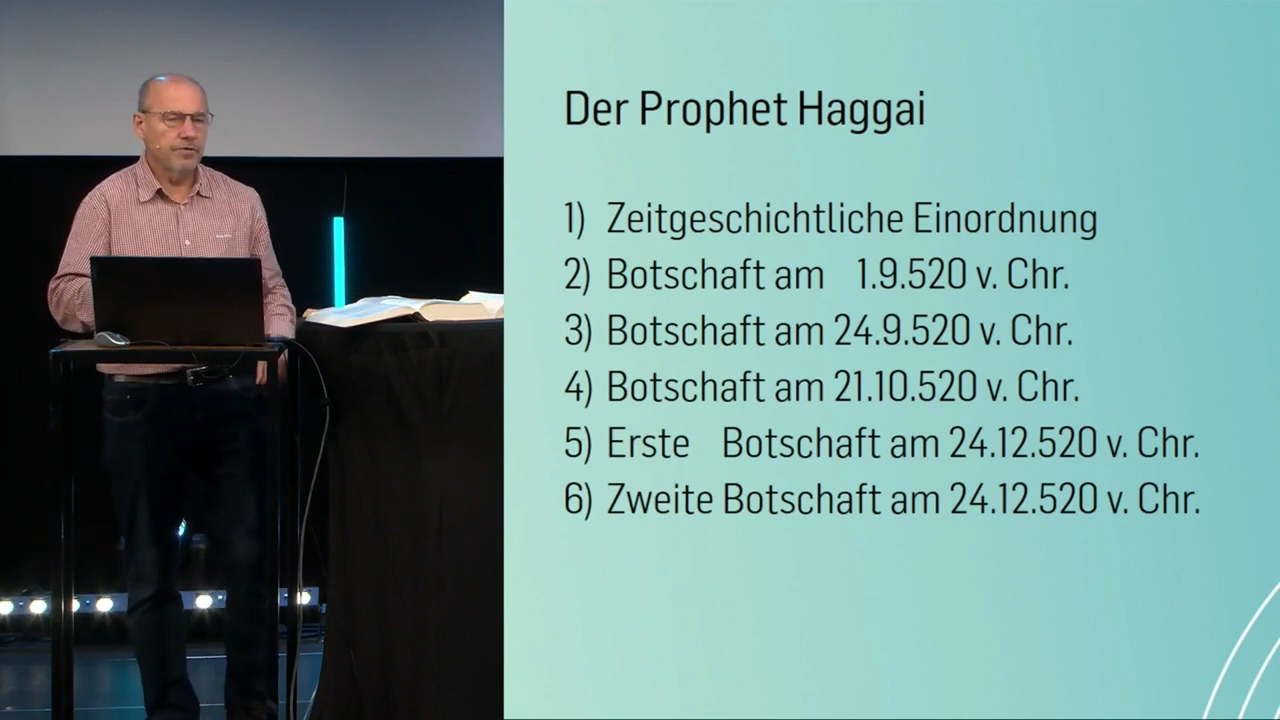 Der Prophet Haggai
1) Zeitgeschichtliche Einordnung
2) Botschaft am 1.9.520 v. Chr.
3) Botschaft am 24.9.520 v. Chr.
4) Botschaft am 21.10.520 v. Chr.
5) Erste Botschaft am 24.12.520 v. Chr.
6) Zweite Botschaft am 24.12.520 v. Chr.